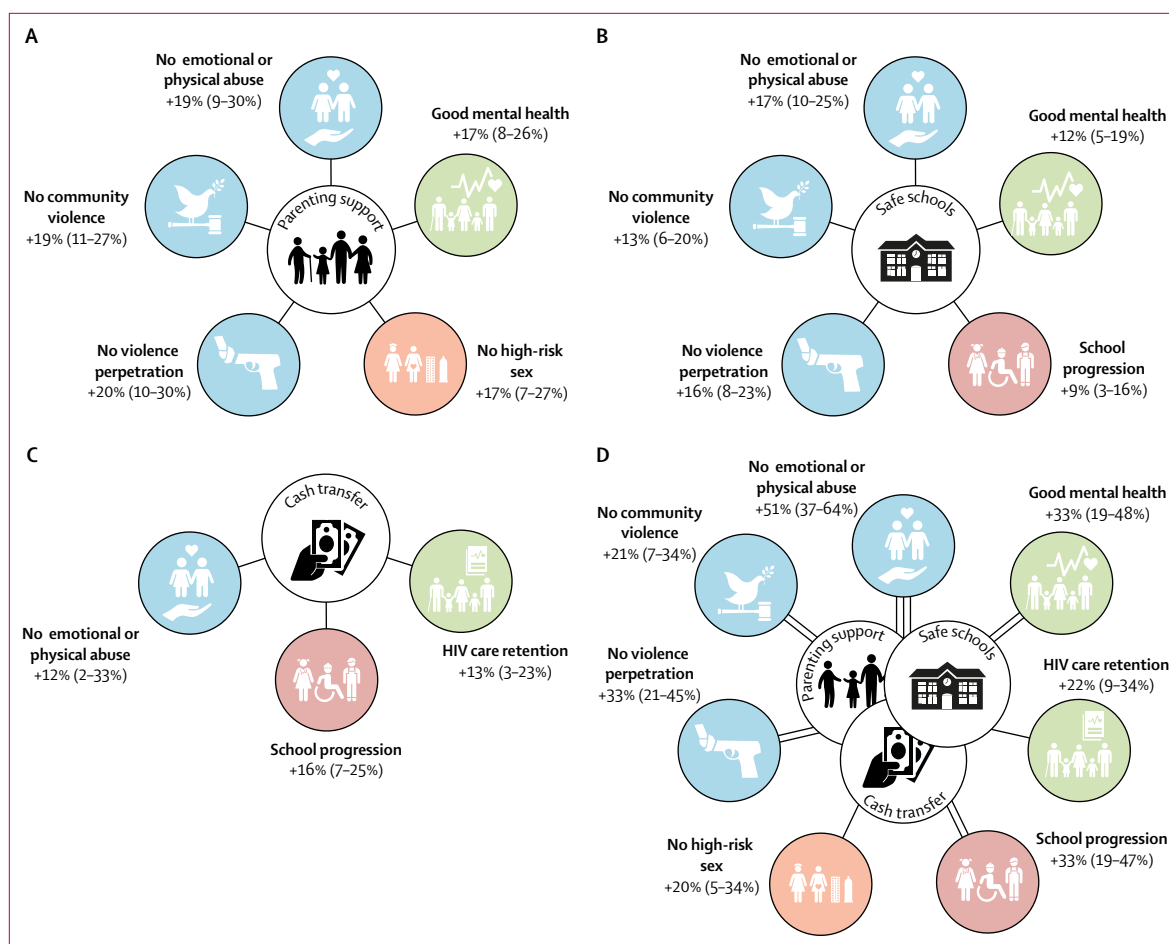 A
No emotional or
physical abuse
+19% (9–30%)
Good mental health
+17% (8–26%)
No community
violence
+19% (11–27%)
Parenting support
No violence
perpetration
+20% (10–30%)
No high-risk
sex
+17% (7–27%)
B
No emotional or
physical abuse
+17% (10–25%)
Good mental health
+12% (5–19%)
No community
violence
+13% (6–20%)
Safe schools
No violence
perpetration
+16% (8–23%)
School
progression
+9% (3–16%)
C
Cash transfer
No emotional or
physical abuse
+12% (2–33%)
HIV care retention
+13% (3–23%)
School progression
+16% (7–25%)
D
No emotional or
physical abuse
+51% (37–64%)
Good mental health
+33% (19–48%)
No community
violence
+21% (7–34%)
Parenting support
Safe schools
No violence
perpetration
+33% (21–45%)
HIV care retention
+22% (9–34%)
Cash transfer
No high-risk
sex
+20% (5–34%)
School progression
+33% (19–47%)